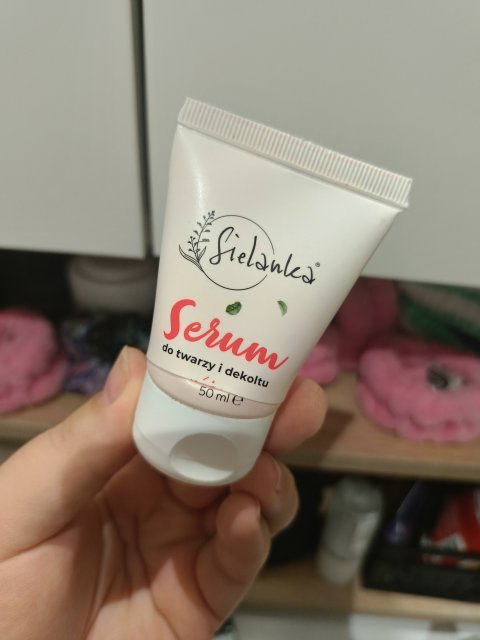 Sielanka®
Serum
do twarzy i dekoltu
50 ml ℮